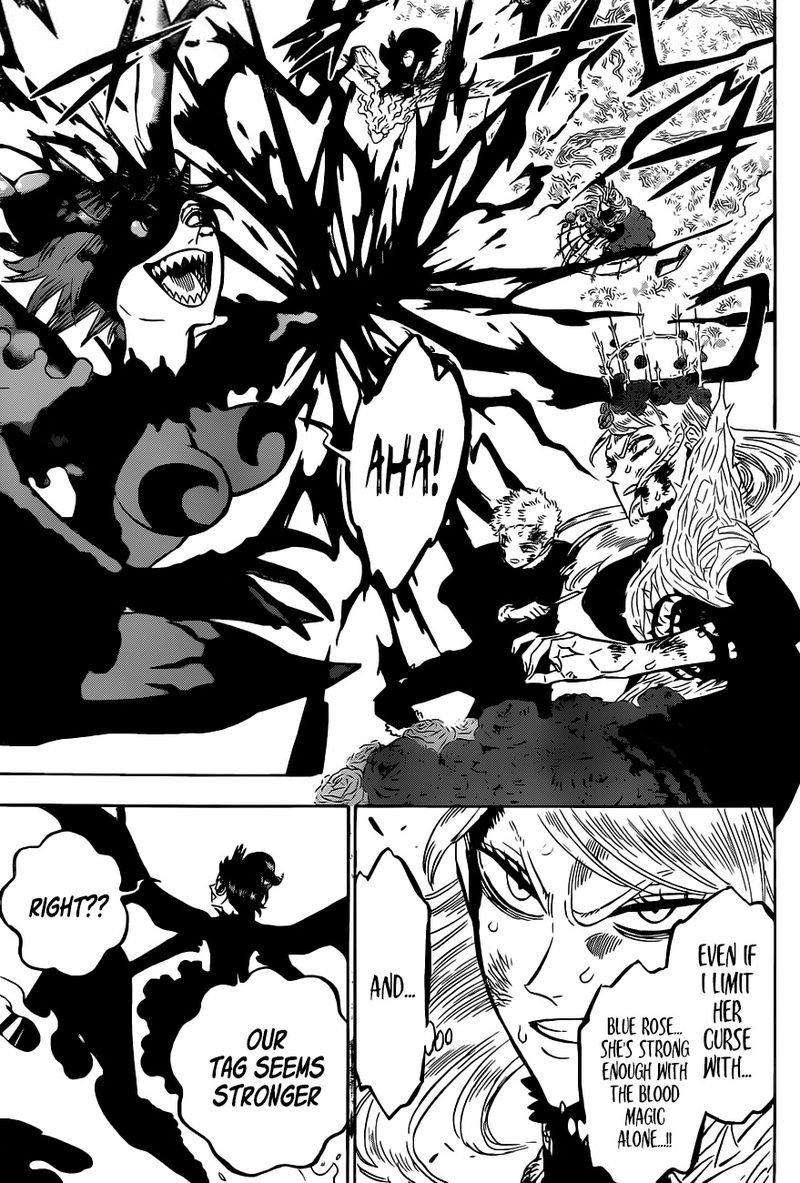 AHA!
EVEN IF
I LIMIT
HER
CURSE
WITH...
BLUE ROSE...
SHE'S STRONG
ENOUGH WITH
THE BLOOD
MAGIC
ALONE...!!
AND...
OUR
TAG SEEMS
STRONGER
RIGHT??